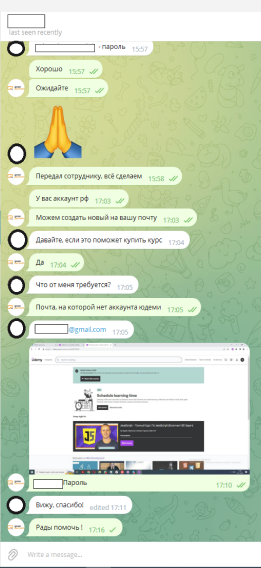 last seen recently
- пароль 15:57
Хорошо 15:57
Ожидайте 15:57
Передал сотруднику, всё сделаем 15:58
У вас аккаунт рф 17:03
Можем создать новый на вашу почту 17:03
Давайте, если это поможет купить курс 17:04
Да 17:04
Что от меня требуется? 17:05
Почта, на которой нет аккаунта юдеми 17:05
@gmail.com 17:05
Udemy
Schedule learning time
JS
Пароль 17:10
Вижу, спасибо! edited 17:11
Рады помочь ! 17:16
Write a message...